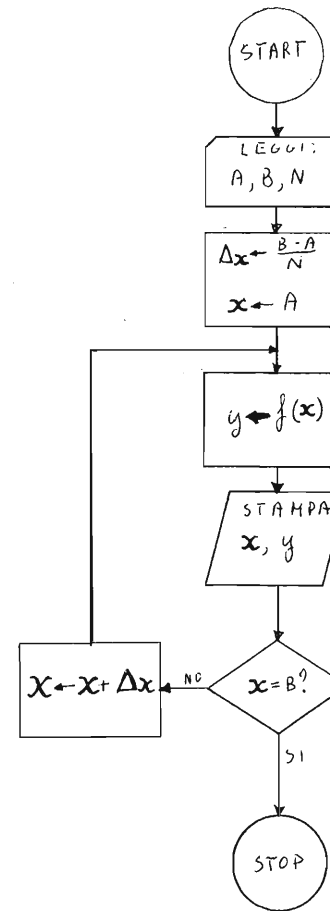 START
LEGGI:
A, B, N
Δx ← B - A
N
x ← A
y ← f(x)
STAMPA
x, y
x = B?
NO
x ← x + Δx
SI
STOP